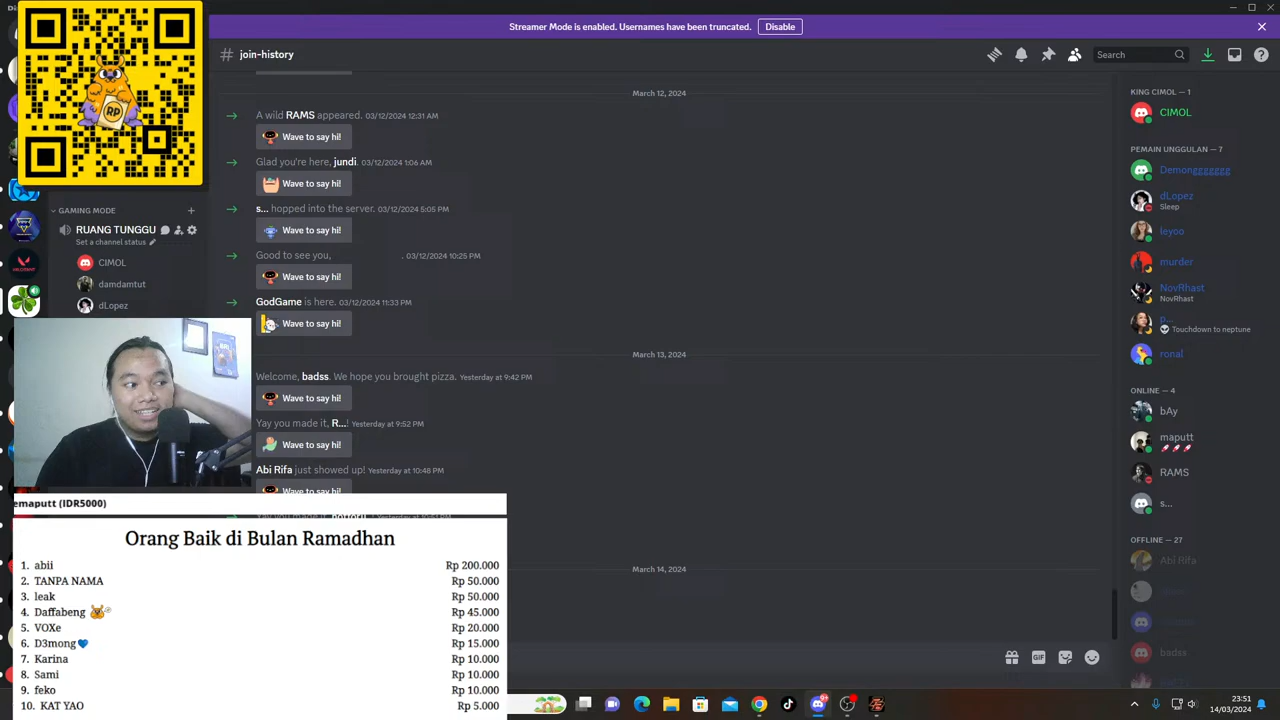 Streamer Mode is enabled. Usernames have been truncated.
Disable
join-history
Search
March 12, 2024
A wild RAMS appeared. 03/12/2024 12:31 AM
Wave to say hi!
Glad you're here, jundi. 03/12/2024 1:06 AM
Wave to say hi!
s... hopped into the server. 03/12/2024 5:05 PM
Wave to say hi!
Good to see you, . 03/12/2024 10:25 PM
Wave to say hi!
GodGame is here. 03/12/2024 11:33 PM
Wave to say hi!
March 13, 2024
Welcome, badss. We hope you brought pizza. Yesterday at 9:42 PM
Wave to say hi!
Yay you made it, R...! Yesterday at 9:52 PM
Wave to say hi!
Abi Rifa just showed up! Yesterday at 10:48 PM
Wave to say hi!
March 14, 2024
GIF
RP
GAMING MODE
RUANG TUNGGU
Set a channel status
CIMOL
damdamtut
dLopez
VALORANT
KING CIMOL — 1
CIMOL
PEMAIN UNGGULAN — 7
Demonggggggg
dLopez
Sleep
leyoo
murder
NovRhast
NovRhast
p...
Touchdown to neptune
ronal
ONLINE — 4
bAy
maputt
RAMS
s...
OFFLINE — 27
Abi Rifa
badss
emaputt (IDR5000)
Orang Baik di Bulan Ramadhan
1. abii Rp 200.000
2. TANPA NAMA Rp 50.000
3. leak Rp 50.000
4. Daffabeng Rp 45.000
5. VOXe Rp 20.000
6. D3mong💙 Rp 15.000
7. Karina Rp 10.000
8. Sami Rp 10.000
9. feko Rp 10.000
10. KAT YAO Rp 5.000
23:51
14/03/2024